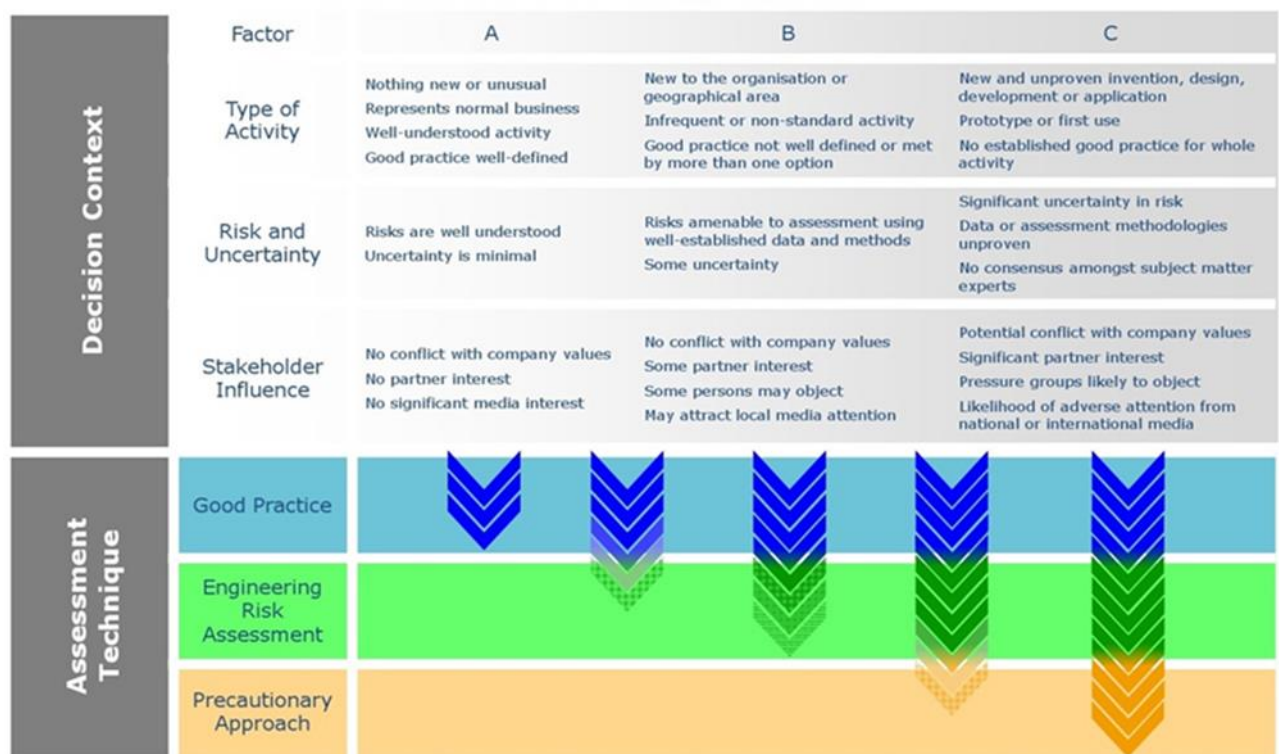 Decision Context
Factor
A
B
C
Type of
Activity
Nothing new or unusual
Represents normal business
Well-understood activity
Good practice well-defined
New to the organisation or
geographical area
Infrequent or non-standard activity
Good practice not well defined or met
by more than one option
New and unproven invention, design,
development or application
Prototype or first use
No established good practice for whole
activity
Risk and
Uncertainty
Risks are well understood
Uncertainty is minimal
Risks amenable to assessment using
well-established data and methods
Some uncertainty
Significant uncertainty in risk
Data or assessment methodologies
unproven
No consensus amongst subject matter
experts
Stakeholder
Influence
No conflict with company values
No partner interest
No significant media interest
No conflict with company values
Some partner interest
Some persons may object
May attract local media attention
Potential conflict with company values
Significant partner interest
Pressure groups likely to object
Likelihood of adverse attention from
national or international media
Assessment
Technique
Good Practice
Engineering
Risk
Assessment
Precautionary
Approach